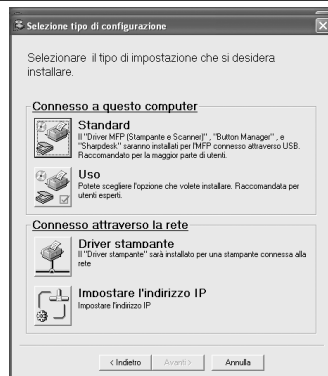 Selezione tipo di configurazione
Selezionare il tipo di impostazione che si desidera
installare.
Connesso a questo computer
Standard
Il "Driver MFP (Stampante e Scanner)" , "Button Manager" , e
"Sharpdesk" saranno installati per l'MFP connesso attraverso USB.
Raccomandato per la maggior parte di utenti.
Uso
Potete scegliere l'opzione che volete installare. Raccomandata per
utenti esperti.
Connesso attraverso la rete
Driver stampante
Il "Driver stampante" sarà installato per una stampante connessa alla
rete
Impostare l'indirizzo IP
Impostare l'indirizzo IP
< Indietro
Avanti >
Annulla